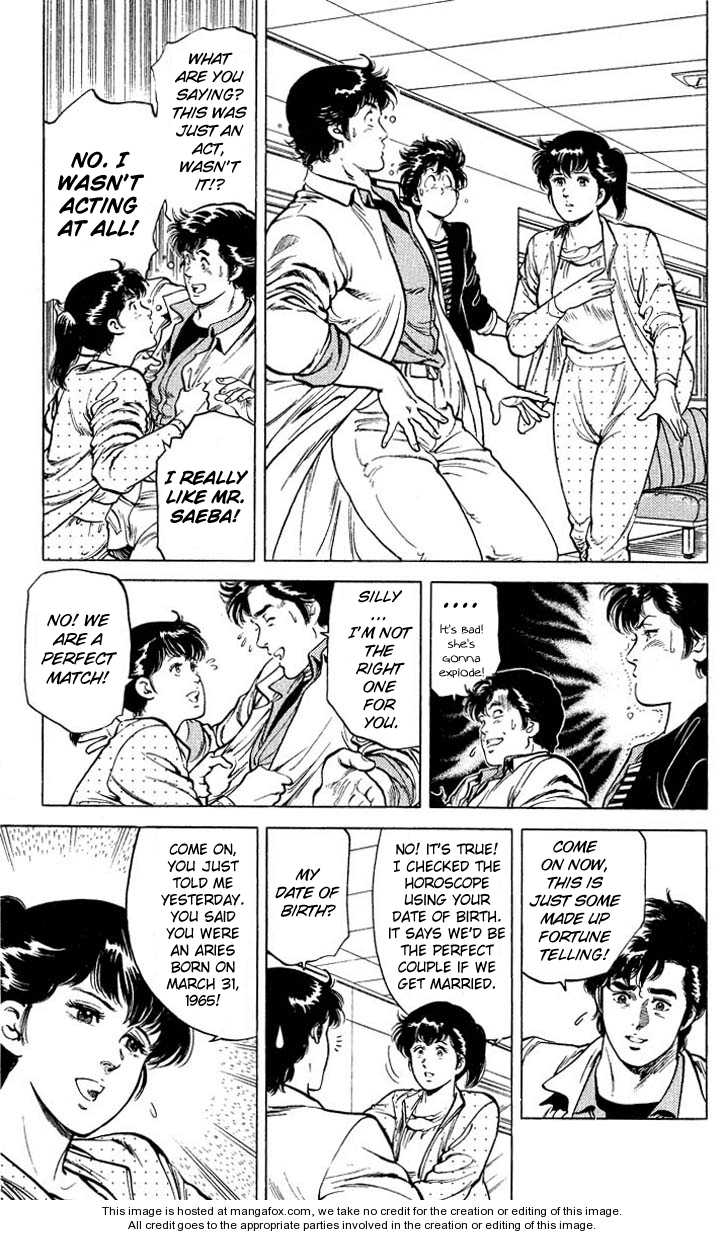 WHAT
ARE YOU
SAYING?
THIS WAS
JUST AN
ACT,
WASN'T
IT!?
NO. I
WASN'T
ACTING
AT ALL!
I REALLY
LIKE MR.
SAEBA!
....
It's Bad!
she's
Gonna
explode!
SILLY
...
I'M NOT
THE
RIGHT
ONE
FOR
YOU.
NO! WE
ARE A
PERFECT
MATCH!
COME
ON NOW,
THIS IS
JUST SOME
MADE UP
FORTUNE
TELLING!
NO! IT'S TRUE!
I CHECKED THE
HOROSCOPE
USING YOUR
DATE OF BIRTH.
IT SAYS WE'D BE
THE PERFECT
COUPLE IF WE
GET MARRIED.
MY
DATE OF
BIRTH?
COME ON,
YOU JUST
TOLD ME
YESTERDAY.
YOU SAID
YOU WERE
AN ARIES
BORN ON
MARCH 31,
1965!
This image is hosted at mangafox.com, we take no credit for the creation or editing of this image.
All credit goes to the appropriate parties involved in the creation or editing of this image.